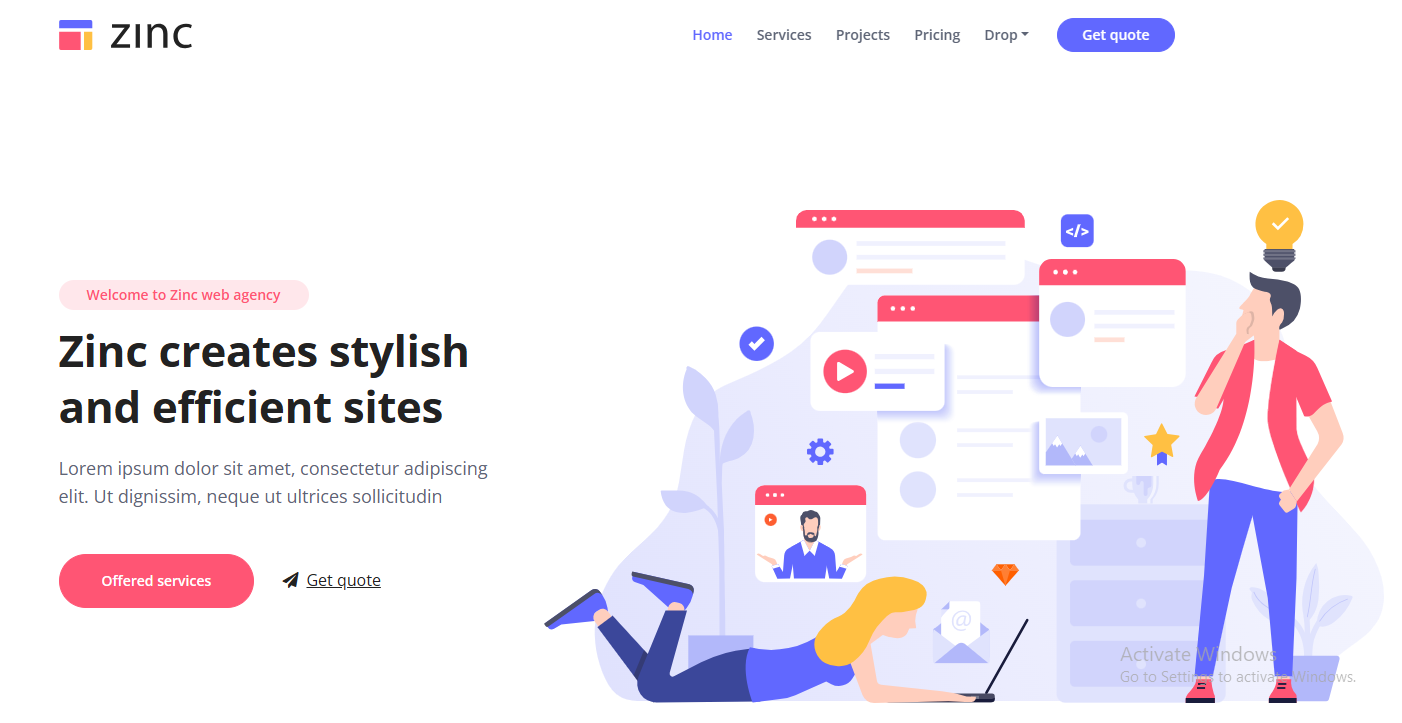 zinc
Home Services Projects Pricing Drop Get quote
Welcome to Zinc web agency
Zinc creates stylish
and efficient sites
Lorem ipsum dolor sit amet, consectetur adipiscing
elit. Ut dignissim, neque ut ultrices sollicitudin
Offered services Get quote
</>
@
Activate Windows
Go to Settings to activate Windows.